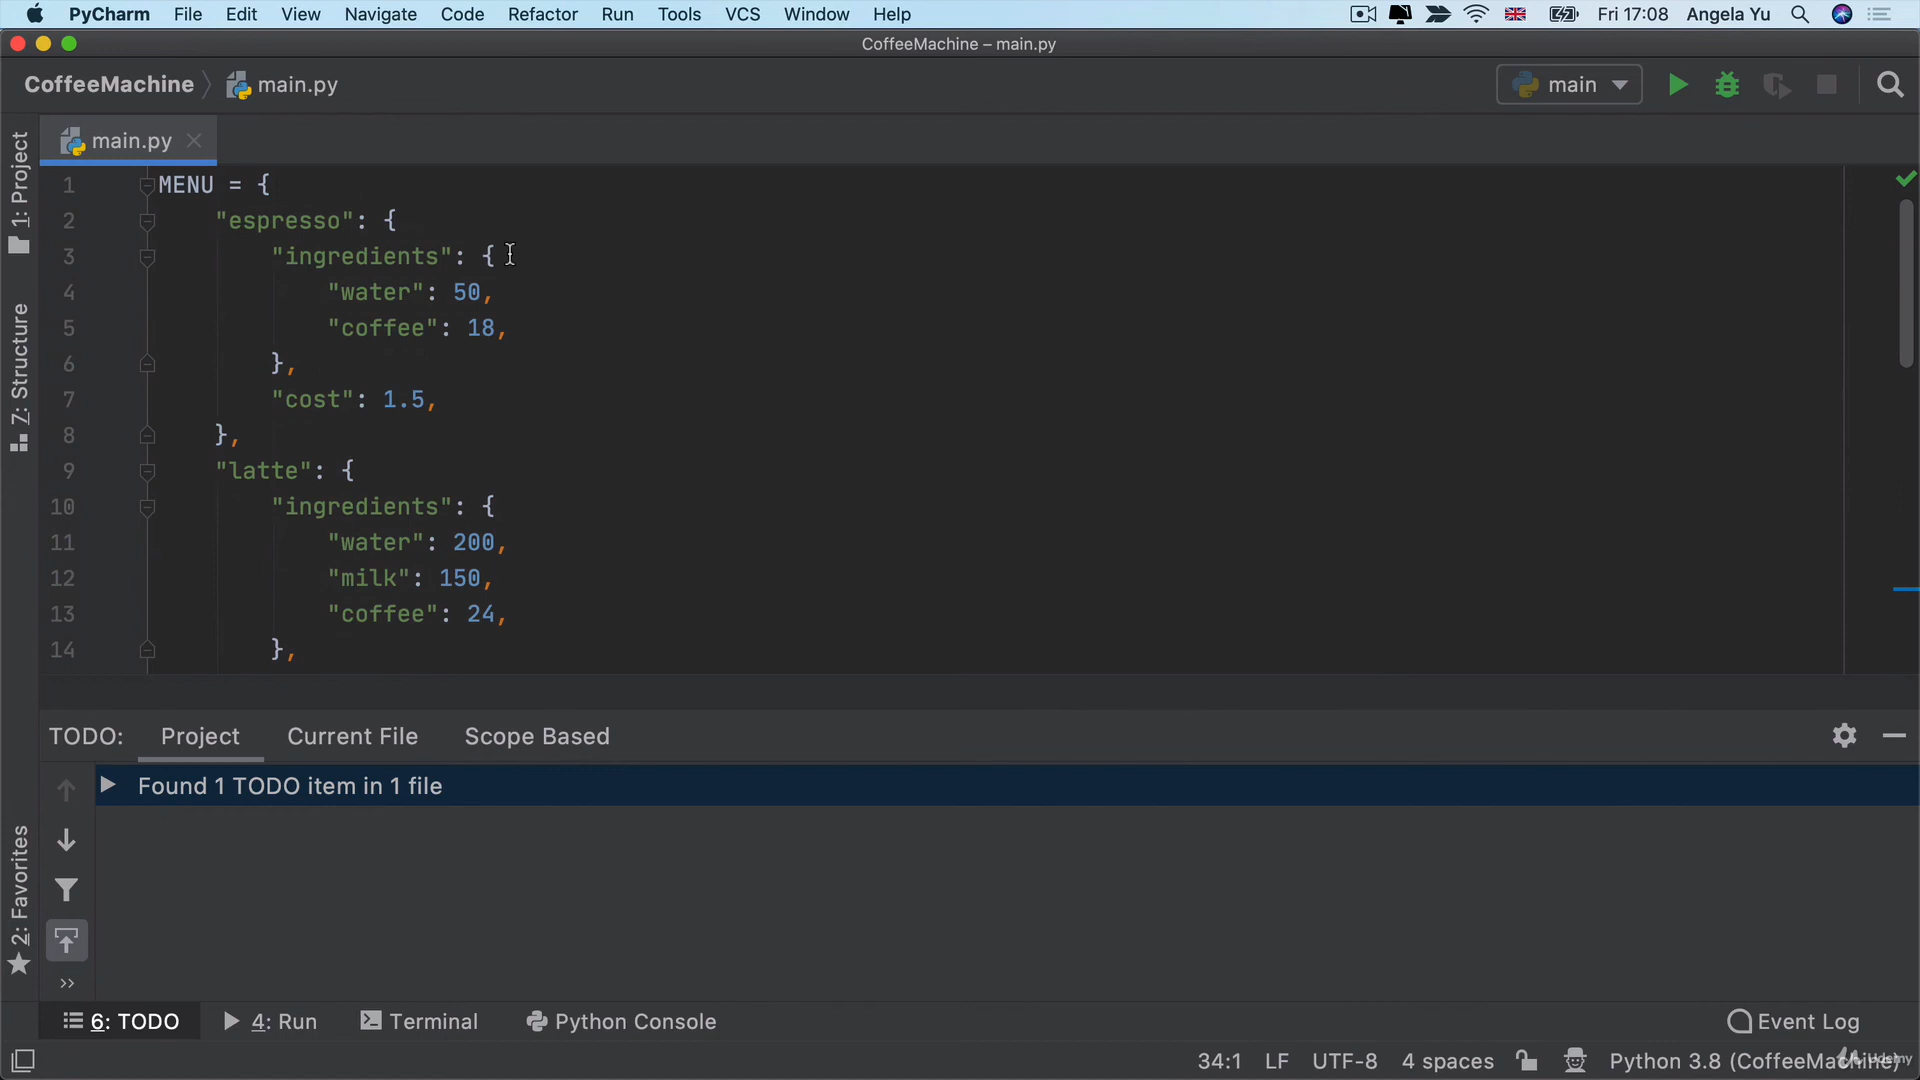 PyCharm File Edit View Navigate Code Refactor Run Tools VCS Window Help Fri 17:08 Angela Yu
CoffeeMachine – main.py
CoffeeMachine main.py main
main.py
1: Project
7: Structure
2: Favorites
1 MENU = {
2 "espresso": {
3 "ingredients": {
4 "water": 50,
5 "coffee": 18,
6 },
7 "cost": 1.5,
8 },
9 "latte": {
10 "ingredients": {
11 "water": 200,
12 "milk": 150,
13 "coffee": 24,
14 },
TODO: Project Current File Scope Based
Found 1 TODO item in 1 file
6: TODO 4: Run Terminal Python Console Event Log
34:1 LF UTF-8 4 spaces Python 3.8 (CoffeeMachine)
Udemy